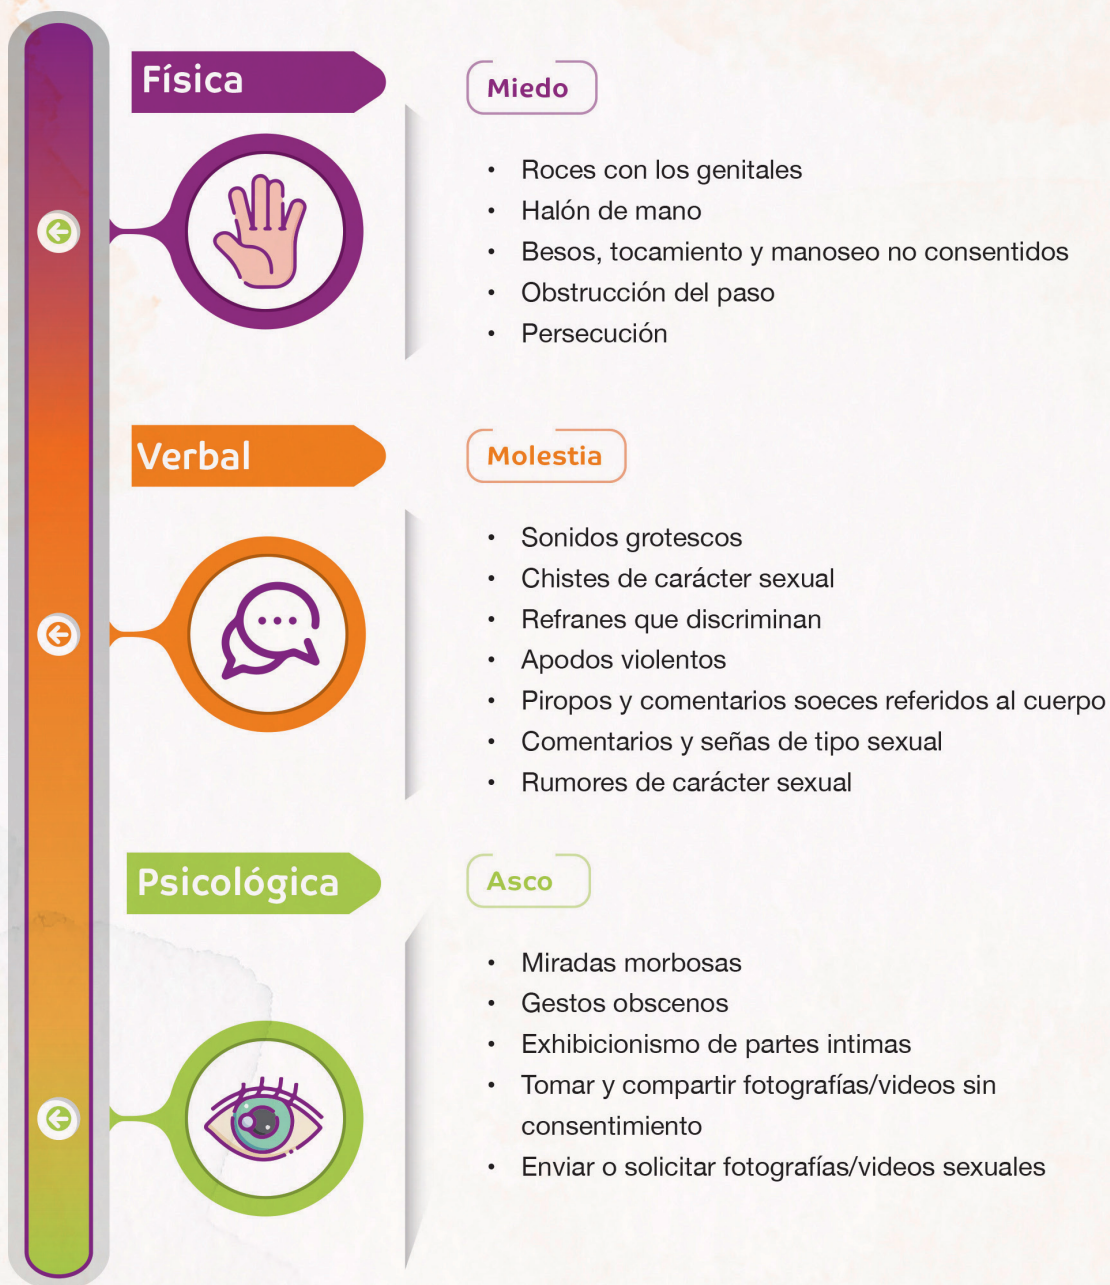 Física
Miedo
• Roces con los genitales
• Halón de mano
• Besos, tocamiento y manoseo no consentidos
• Obstrucción del paso
• Persecución
Verbal
Molestia
• Sonidos grotescos
• Chistes de carácter sexual
• Refranes que discriminan
• Apodos violentos
• Piropos y comentarios soeces referidos al cuerpo
• Comentarios y señas de tipo sexual
• Rumores de carácter sexual
Psicológica
Asco
• Miradas morbosas
• Gestos obscenos
• Exhibicionismo de partes intimas
• Tomar y compartir fotografías/videos sin
consentimiento
• Enviar o solicitar fotografías/videos sexuales